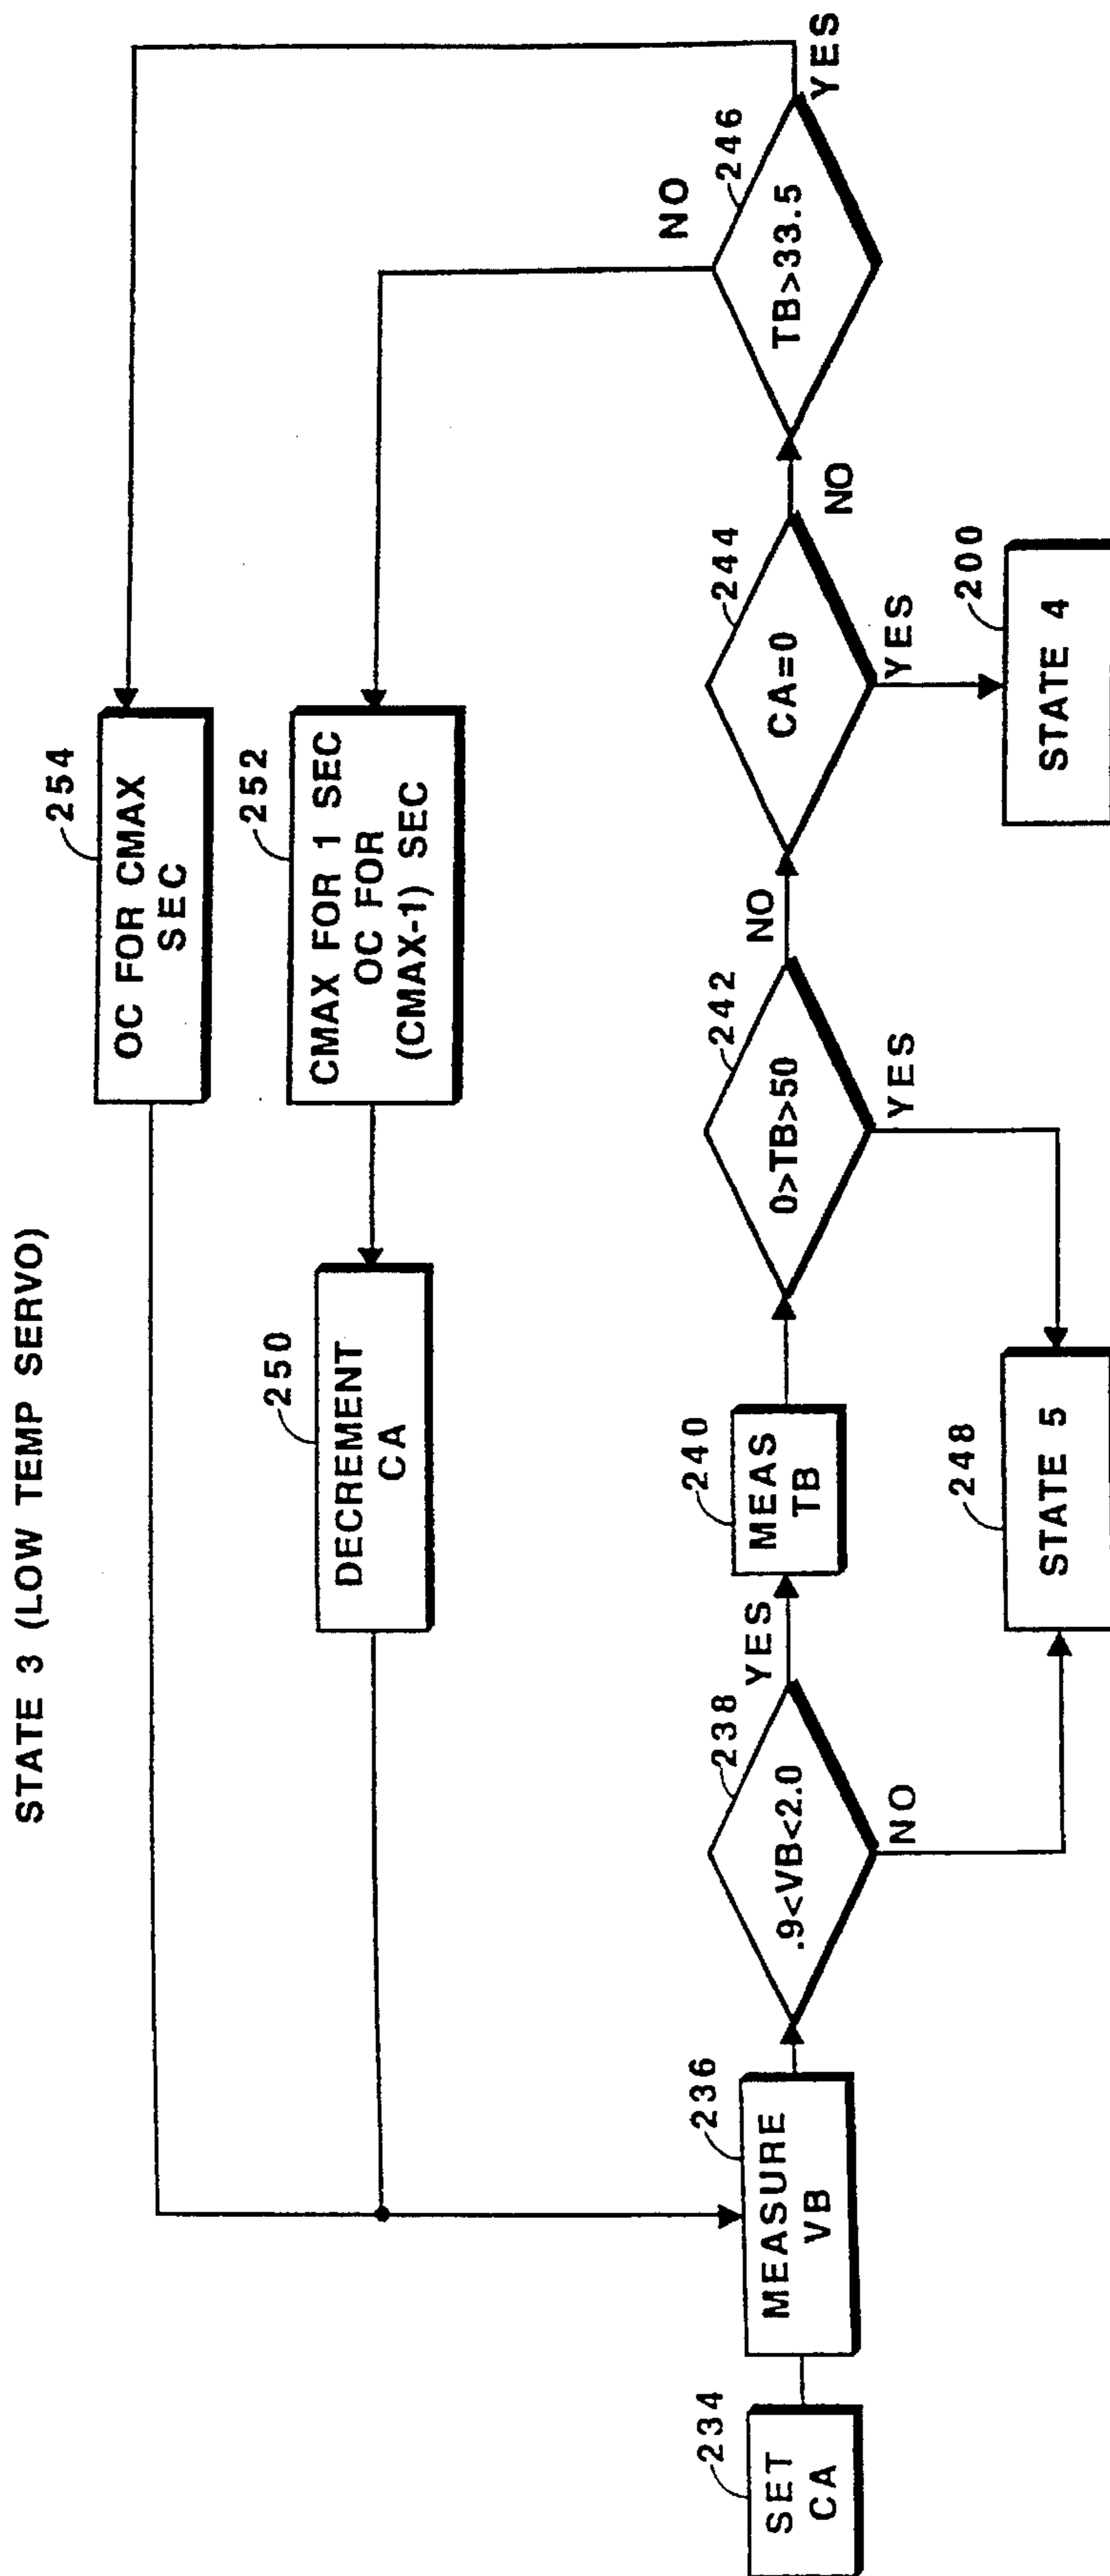 STATE 3 (LOW TEMP SERVO)
254
OC FOR CMAX
SEC
252
CMAX FOR 1 SEC
OC FOR
(CMAX-1) SEC
250
DECREMENT
CA
234
SET
CA
236
MEASURE
VB
238
.9<VB<2.0
YES
NO
240
MEAS
TB
242
0>TB>50
NO
YES
244
CA=0
NO
YES
246
TB>33.5
NO
YES
248
STATE 5
200
STATE 4